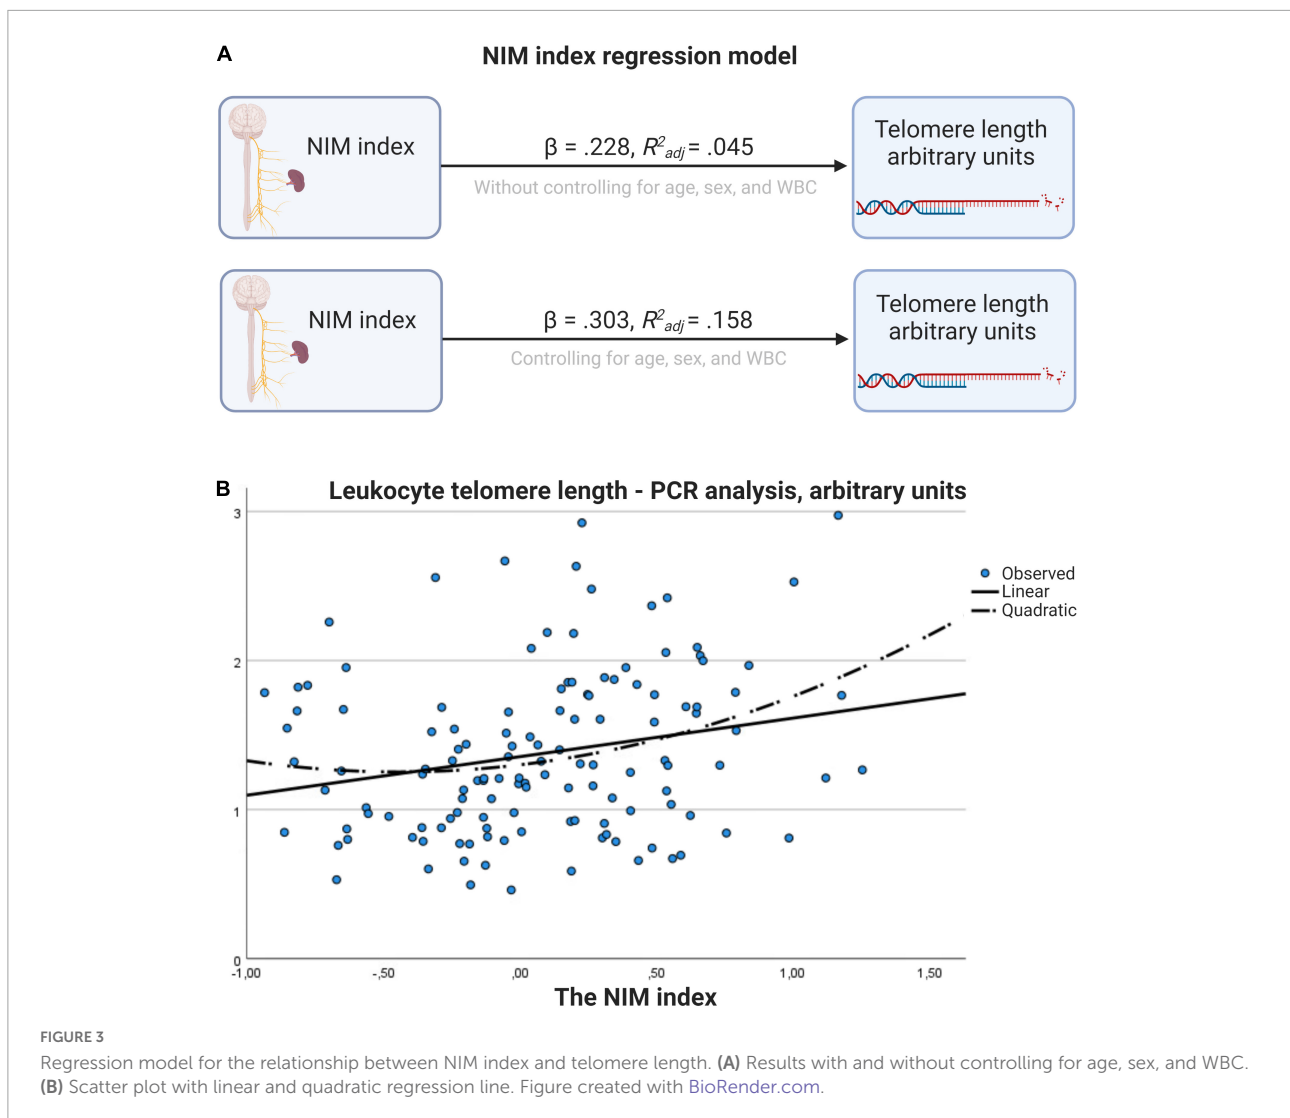 A
NIM index regression model
NIM index
β = .228, R²adj = .045
Without controlling for age, sex, and WBC
Telomere length
arbitrary units
NIM index
β = .303, R²adj = .158
Controlling for age, sex, and WBC
Telomere length
arbitrary units
B
Leukocyte telomere length - PCR analysis, arbitrary units
3
2
1
0
Observed
Linear
Quadratic
-1,00
-,50
,00
,50
1,00
1,50
The NIM index
FIGURE 3
Regression model for the relationship between NIM index and telomere length. (A) Results with and without controlling for age, sex, and WBC.
(B) Scatter plot with linear and quadratic regression line. Figure created with BioRender.com.